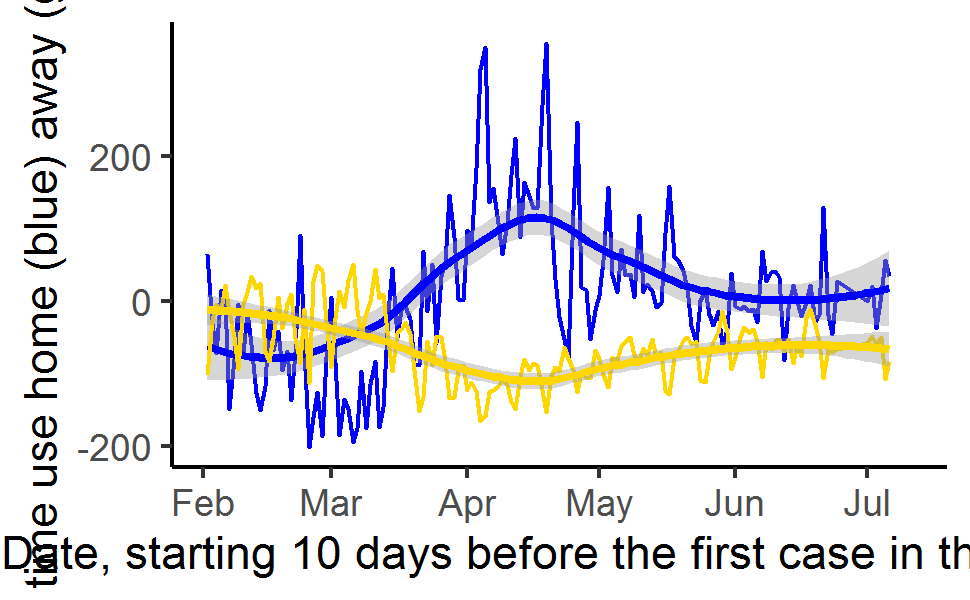 time use home (blue) away (
200
0
-200
Feb Mar Apr May Jun Jul
Date, starting 10 days before the first case in th